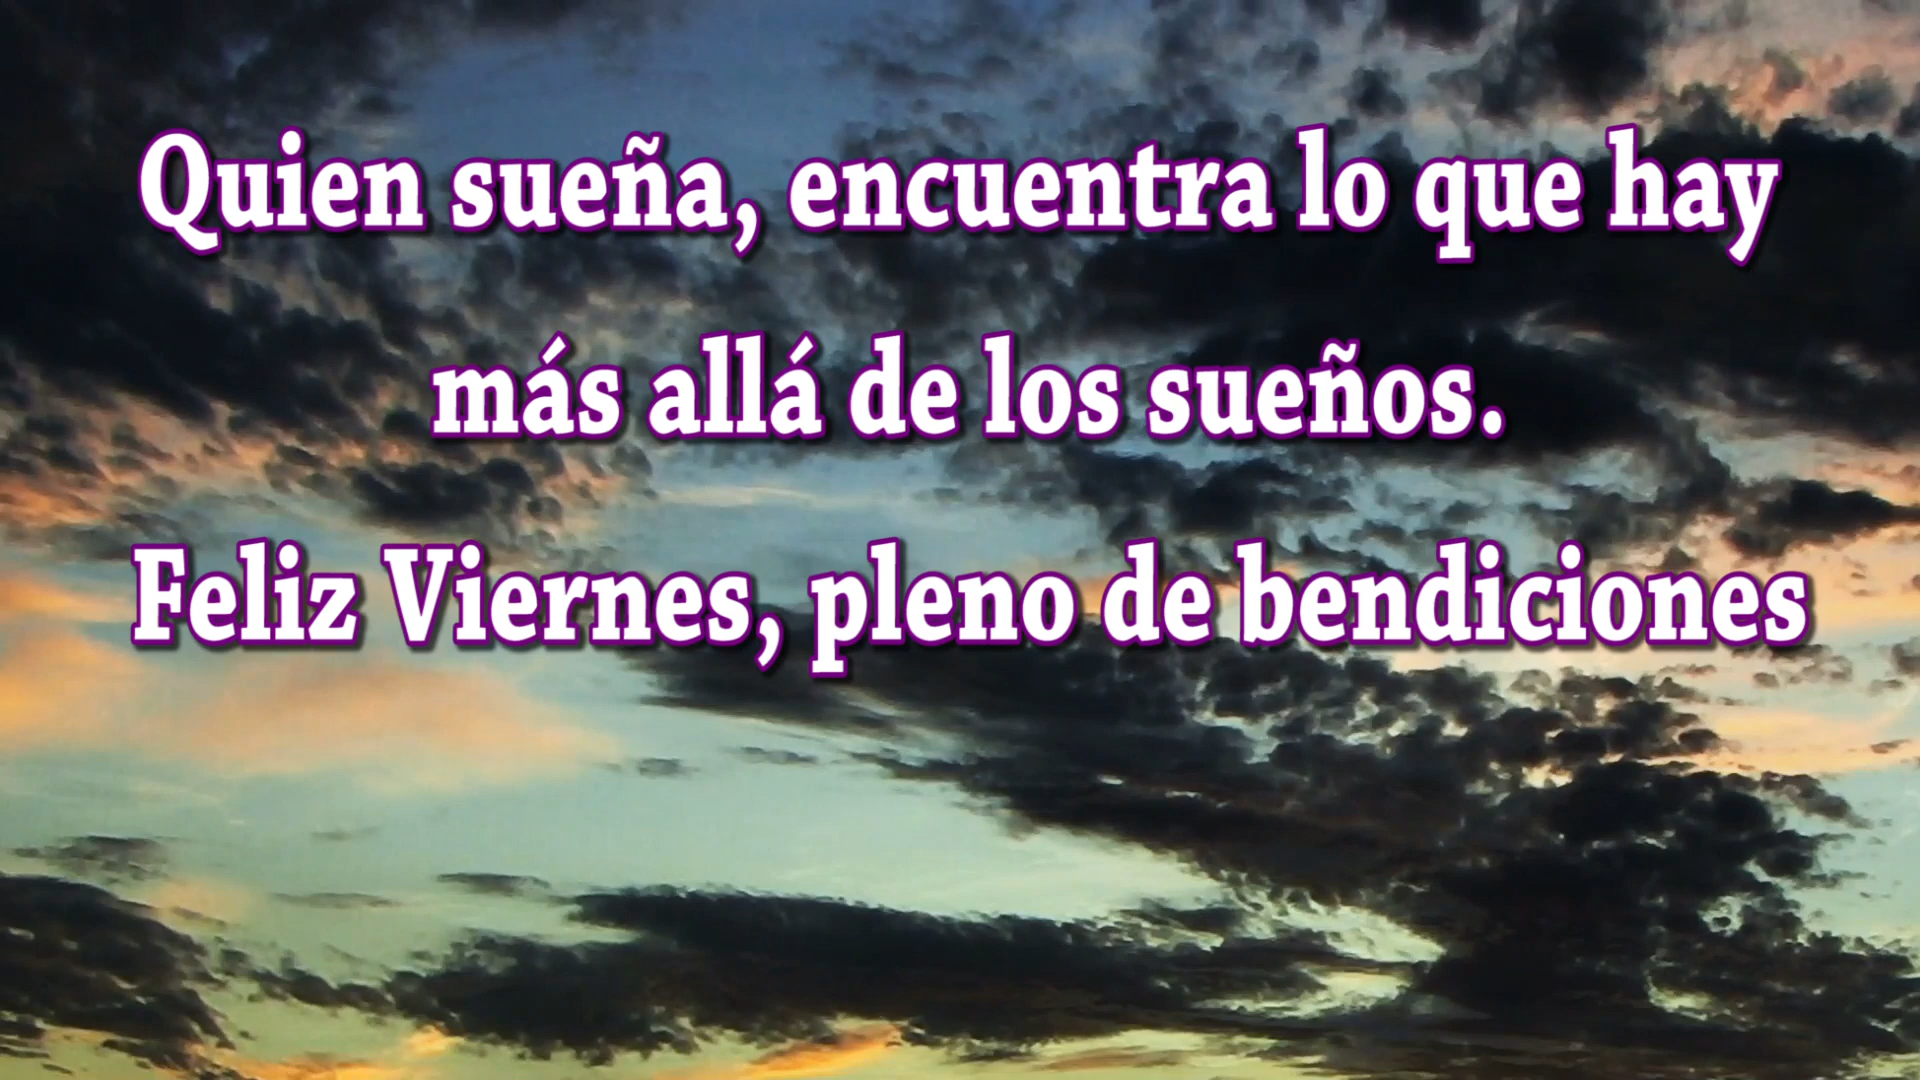 Quien sueña, encuentra lo que hay
más allá de los sueños.
Feliz Viernes, pleno de bendiciones